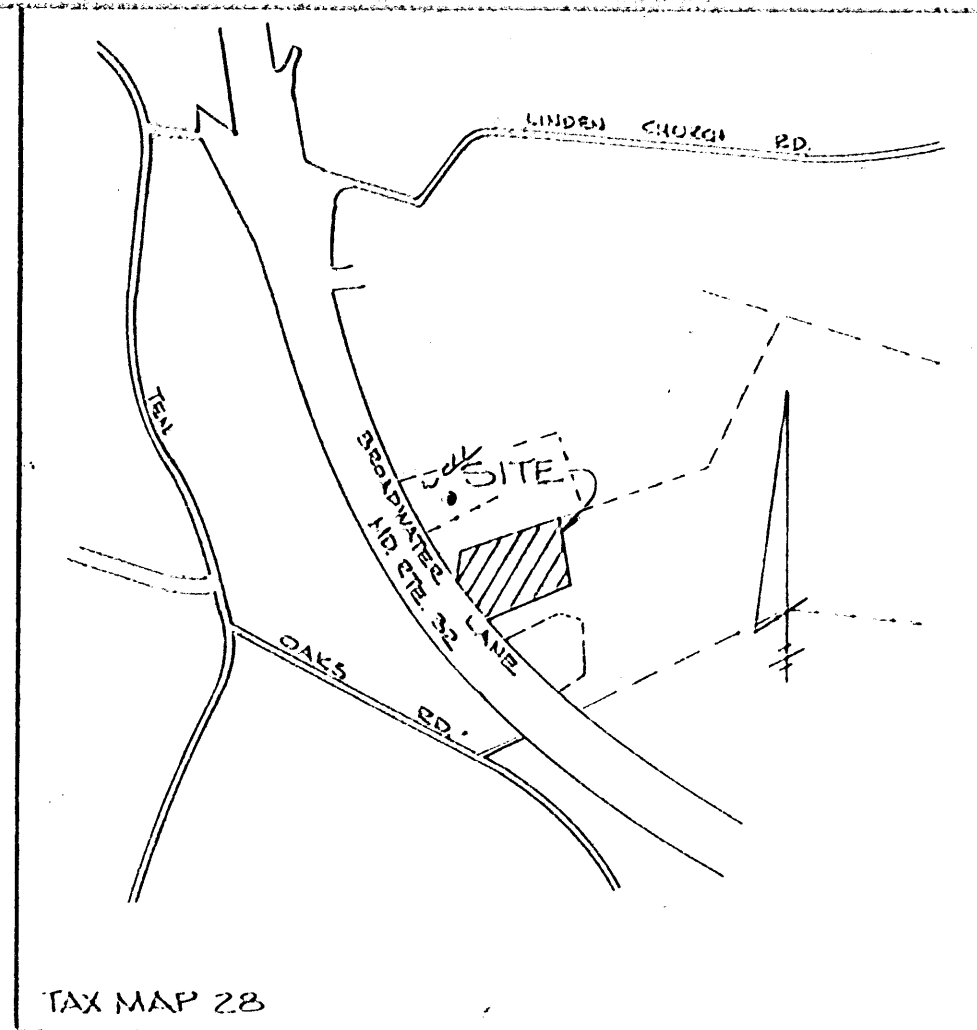 LINDEN CHURCH RD.
TEN
OAKS
RD.
BROADWATER
LANE
MD. RTE. 32
SITE
TAX MAP 28